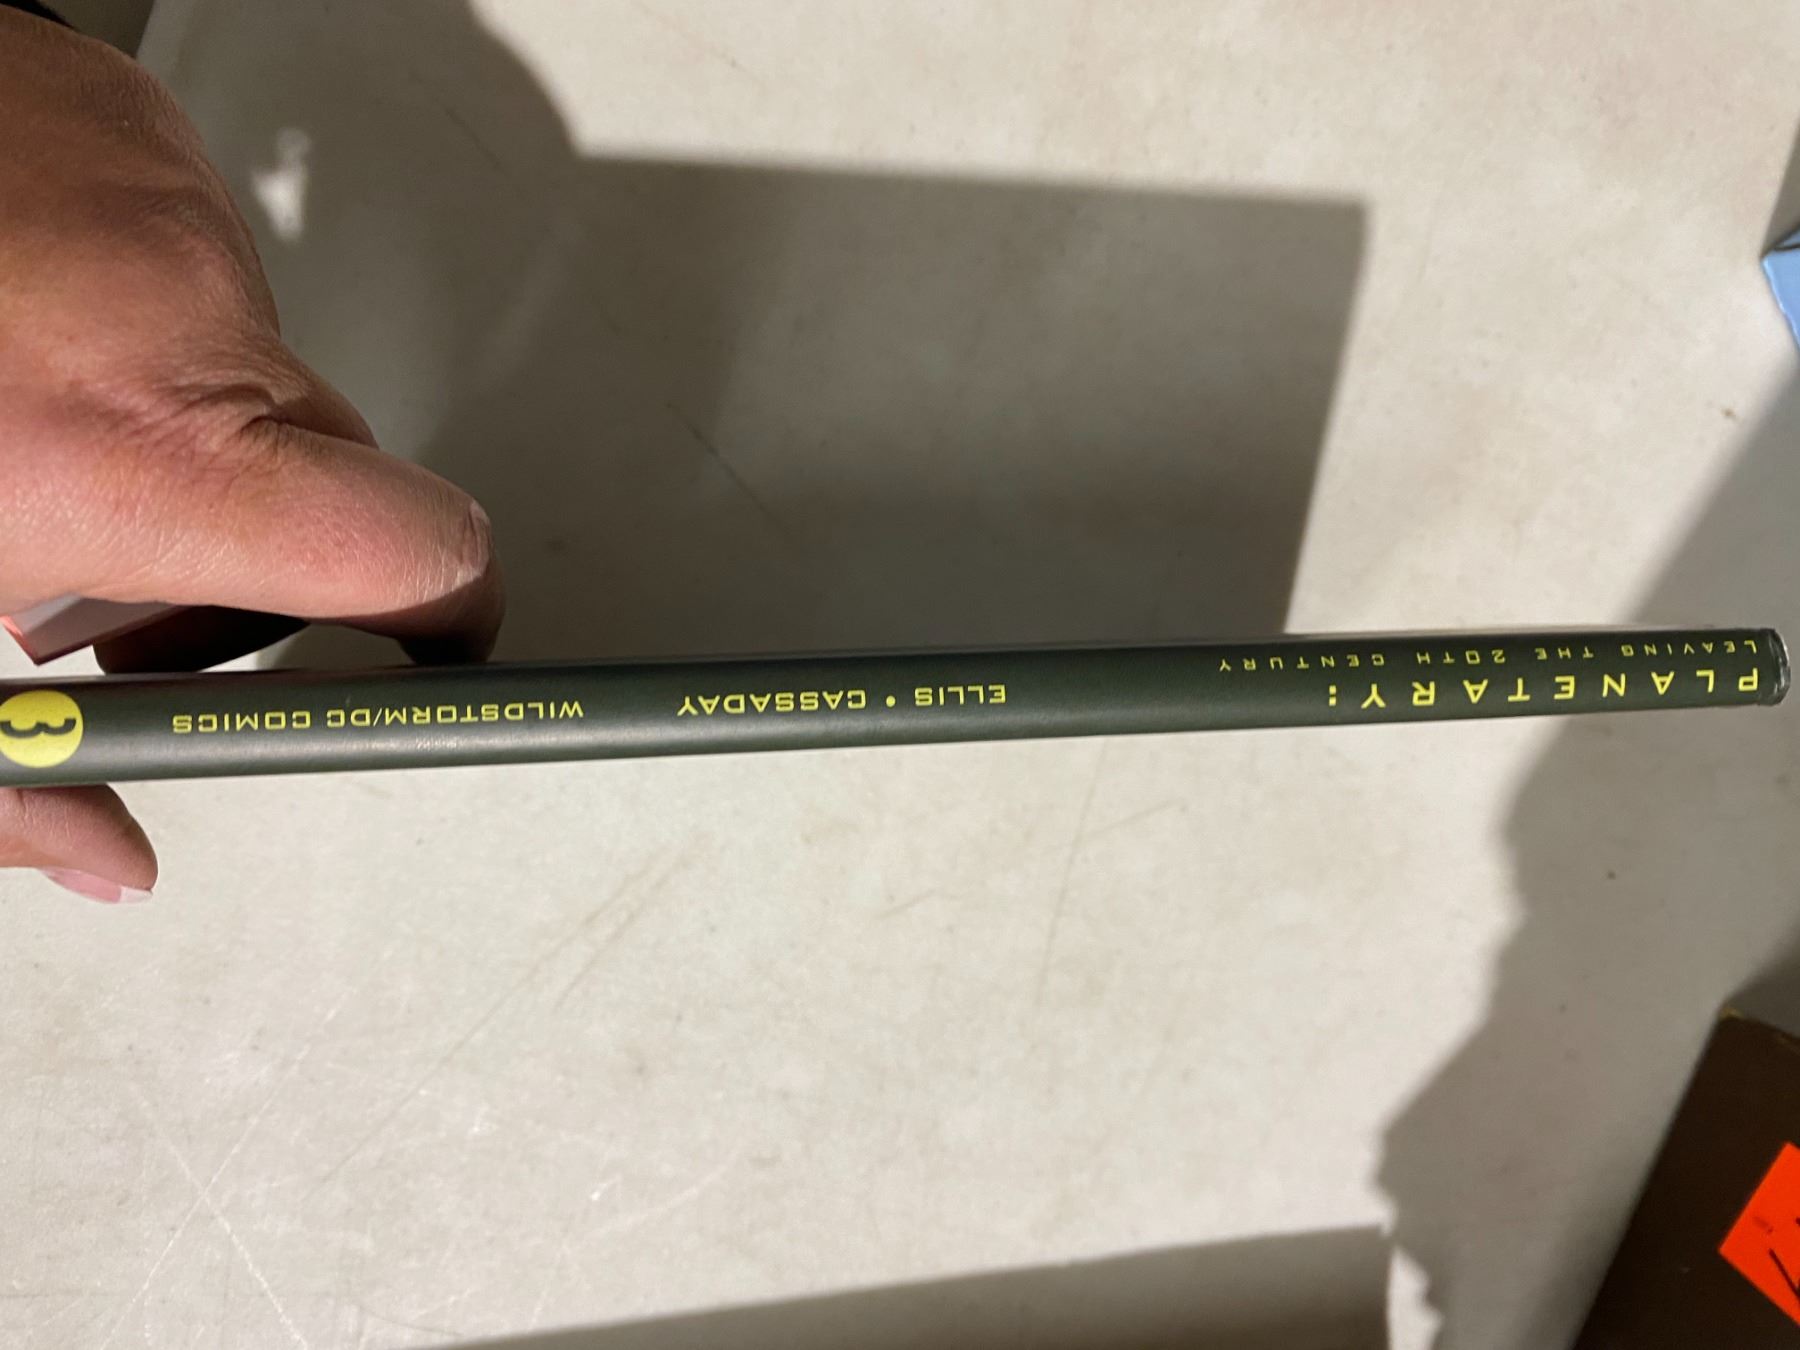 PLANETARY:
LEAVING THE 20TH CENTURY
ELLIS • CASSADAY
WILDSTORM/DC COMICS
3